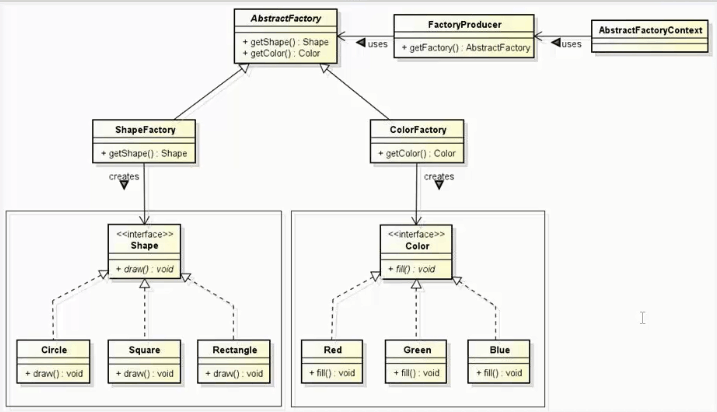 AbstractFactory
+ getShape() : Shape
+ getColor() : Color
uses
FactoryProducer
+ getFactory() : AbstractFactory
uses
AbstractFactoryContext
ShapeFactory
+ getShape() : Shape
ColorFactory
+ getColor() : Color
creates
creates
<<interface>>
Shape
+ draw() : void
<<interface>>
Color
+ fill() : void
Circle
+ draw() : void
Square
+ draw() : void
Rectangle
+ draw() : void
Red
+ fill() : void
Green
+ fill() : void
Blue
+ fill() : void